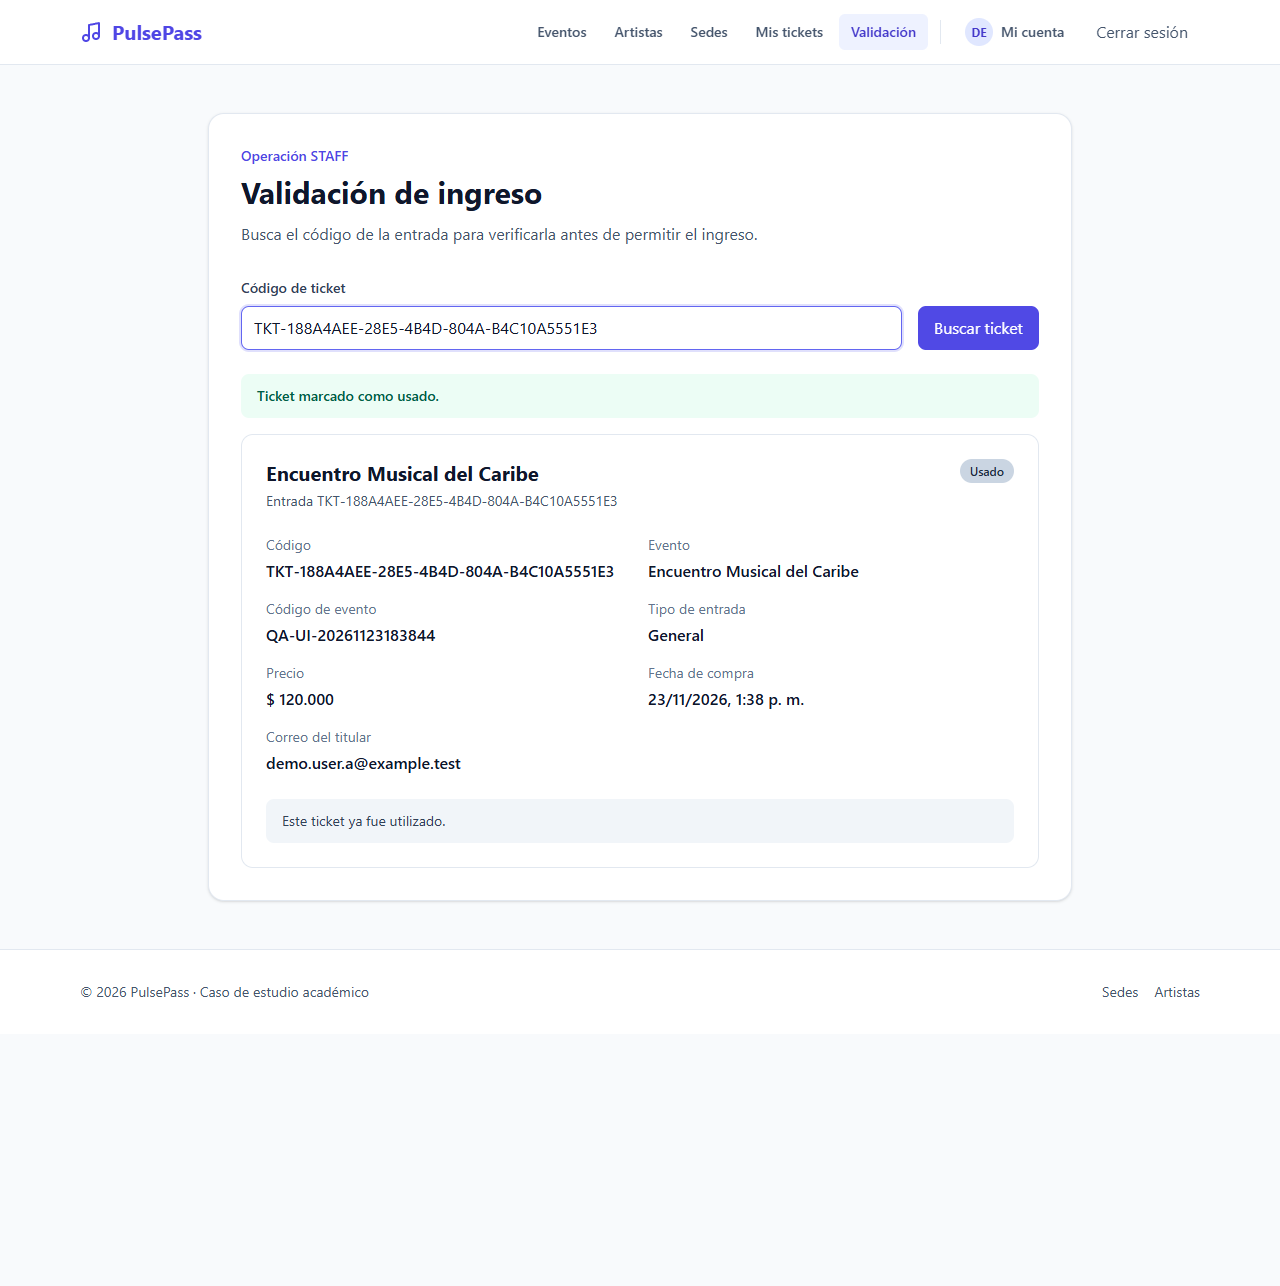 PulsePass
Eventos
Artistas
Sedes
Mis tickets
Validación
DE
Mi cuenta
Cerrar sesión
Operación STAFF
Validación de ingreso
Busca el código de la entrada para verificarla antes de permitir el ingreso.
Código de ticket
TKT-188A4AEE-28E5-4B4D-804A-B4C10A5551E3
Buscar ticket
Ticket marcado como usado.
Encuentro Musical del Caribe
Usado
Entrada TKT-188A4AEE-28E5-4B4D-804A-B4C10A5551E3
Código
TKT-188A4AEE-28E5-4B4D-804A-B4C10A5551E3
Evento
Encuentro Musical del Caribe
Código de evento
QA-UI-20261123183844
Tipo de entrada
General
Precio
$ 120.000
Fecha de compra
23/11/2026, 1:38 p. m.
Correo del titular
demo.user.a@example.test
Este ticket ya fue utilizado.
© 2026 PulsePass · Caso de estudio académico
Sedes
Artistas